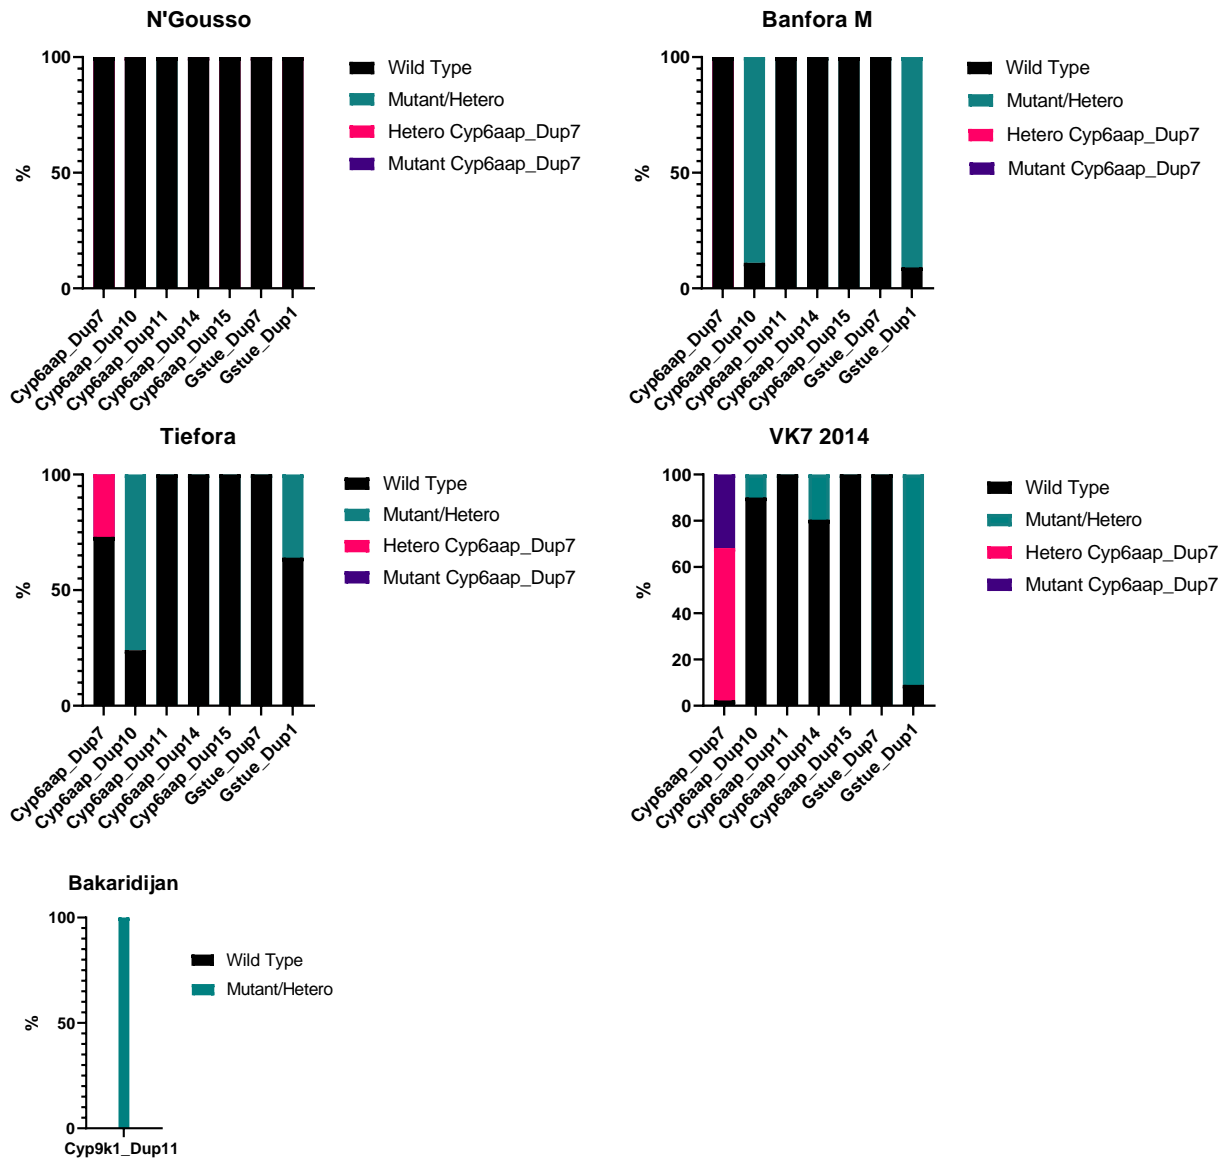 N'Gousso
100
50
0
%
Wild Type
Mutant/Hetero
Hetero Cyp6aap_Dup7
Mutant Cyp6aap_Dup7
Cyp6aap_Dup7
Cyp6aap_Dup10
Cyp6aap_Dup11
Cyp6aap_Dup14
Cyp6aap_Dup15
Gstue_Dup7
Gstue_Dup1
Banfora M
100
50
0
%
Wild Type
Mutant/Hetero
Hetero Cyp6aap_Dup7
Mutant Cyp6aap_Dup7
Cyp6aap_Dup7
Cyp6aap_Dup10
Cyp6aap_Dup11
Cyp6aap_Dup14
Cyp6aap_Dup15
Gstue_Dup7
Gstue_Dup1
Tiefora
100
50
0
%
Wild Type
Mutant/Hetero
Hetero Cyp6aap_Dup7
Mutant Cyp6aap_Dup7
Cyp6aap_Dup7
Cyp6aap_Dup10
Cyp6aap_Dup11
Cyp6aap_Dup14
Cyp6aap_Dup15
Gstue_Dup7
Gstue_Dup1
VK7 2014
100
80
60
40
20
0
%
Wild Type
Mutant/Hetero
Hetero Cyp6aap_Dup7
Mutant Cyp6aap_Dup7
Cyp6aap_Dup7
Cyp6aap_Dup10
Cyp6aap_Dup11
Cyp6aap_Dup14
Cyp6aap_Dup15
Gstue_Dup7
Gstue_Dup1
Bakaridijan
100
50
0
%
Wild Type
Mutant/Hetero
Cyp9k1_Dup11